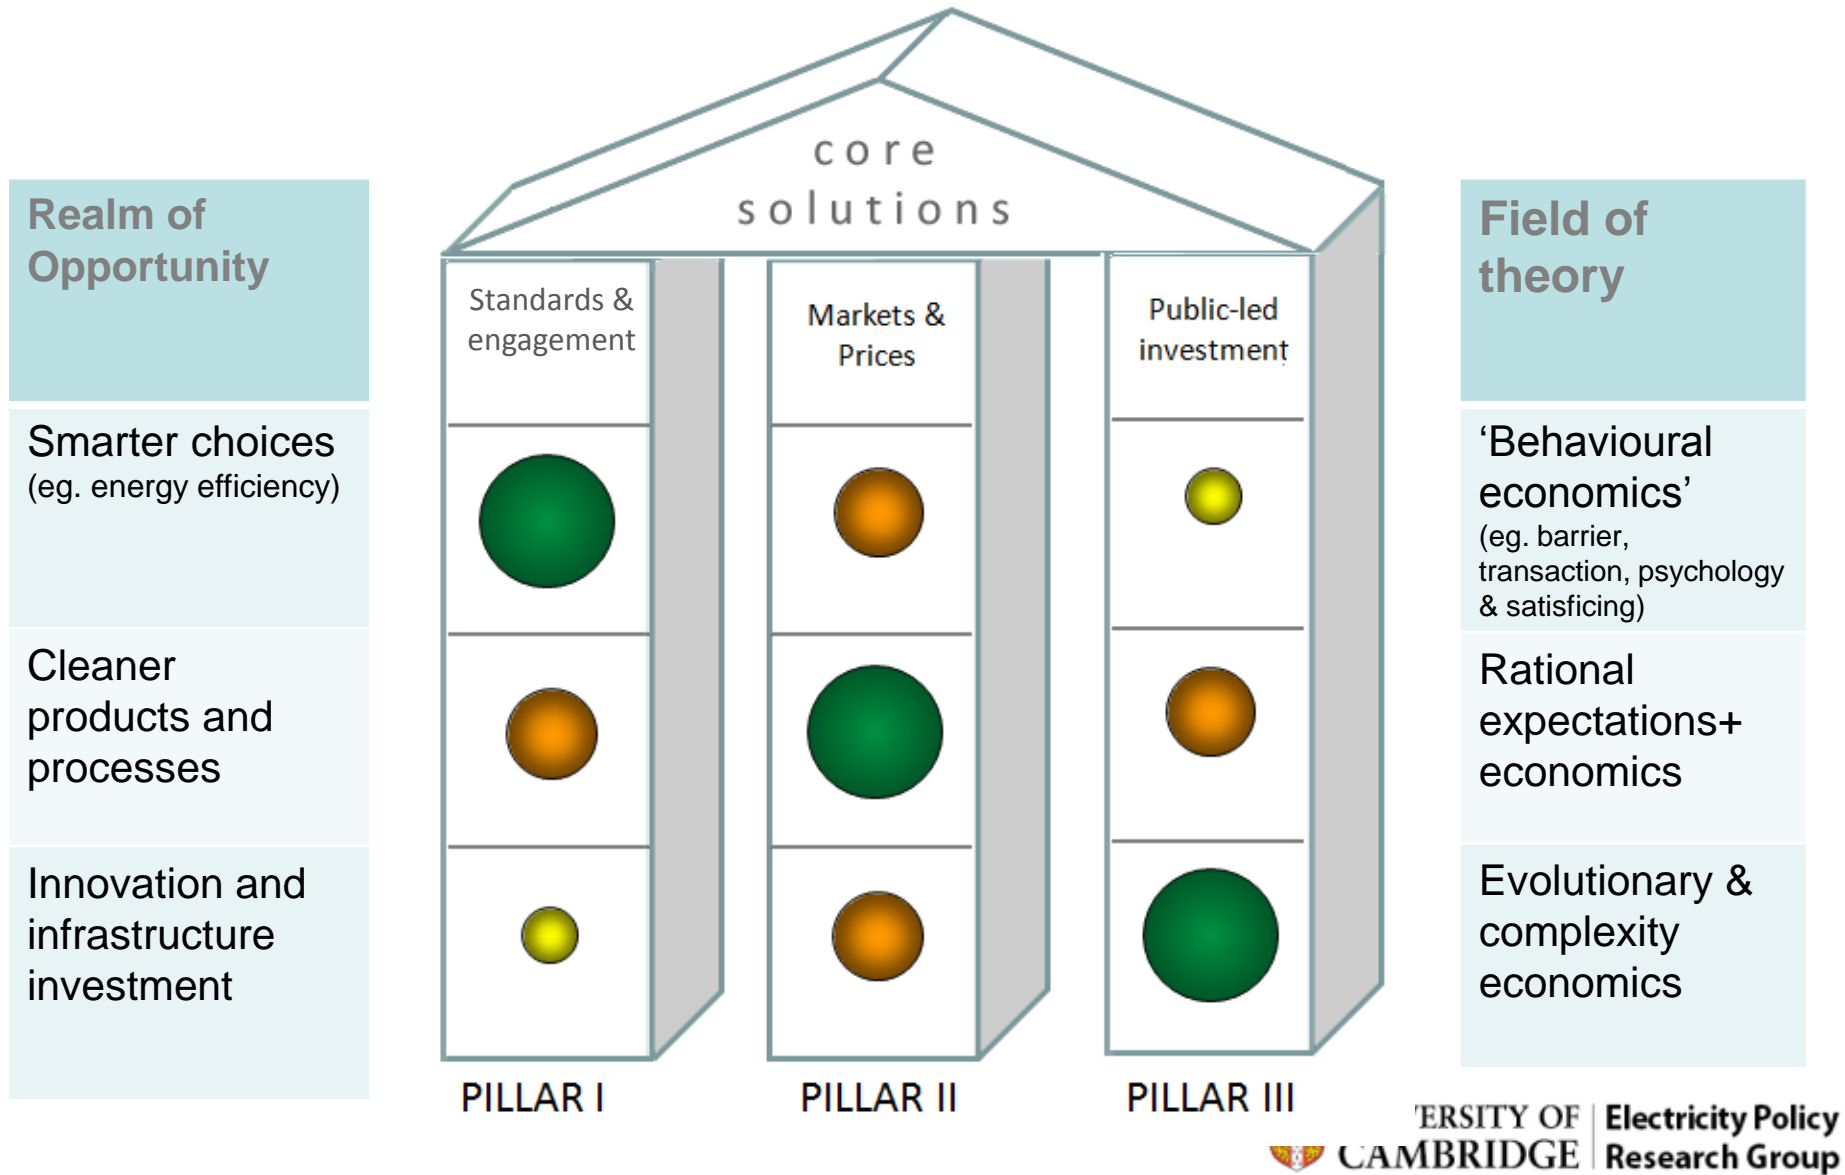 core
solutions
Realm of
Opportunity
Standards &
engagement
Markets &
Prices
Public-led
investment
Field of
theory
Smarter choices
(eg. energy efficiency)
‘Behavioural
economics’
(eg. barrier,
transaction, psychology
& satisficing)
Cleaner
products and
processes
Rational
expectations+
economics
Innovation and
infrastructure
investment
Evolutionary &
complexity
economics
PILLAR I
PILLAR II
PILLAR III
ERSITY OF
CAMBRIDGE
Electricity Policy
Research Group